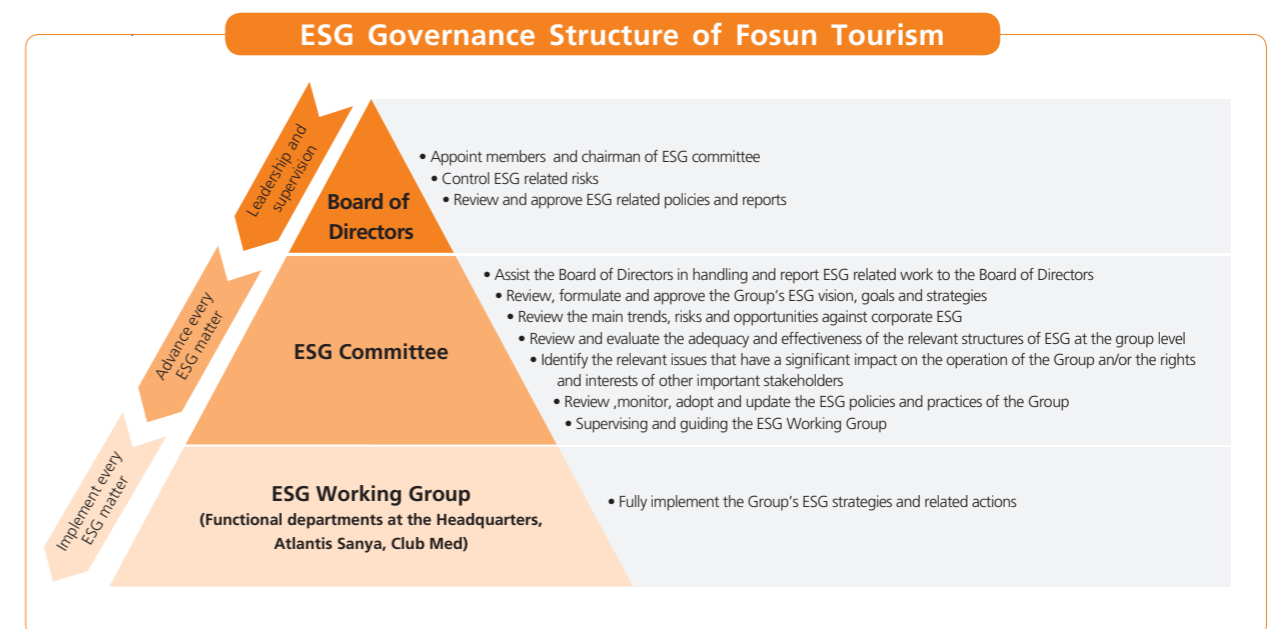 ESG Governance Structure of Fosun Tourism
Leadership and
supervision
Board of
Directors
• Appoint members and chairman of ESG committee
• Control ESG related risks
• Review and approve ESG related policies and reports
Advance every
ESG matter
ESG Committee
• Assist the Board of Directors in handling and report ESG related work to the Board of Directors
• Review, formulate and approve the Group's ESG vision, goals and strategies
• Review the main trends, risks and opportunities against corporate ESG
• Review and evaluate the adequacy and effectiveness of the relevant structures of ESG at the group level
• Identify the relevant issues that have a significant impact on the operation of the Group an/or the rights
and interests of other important stakeholders
• Review ,monitor, adopt and update the ESG policies and practices of the Group
• Supervising and guiding the ESG Working Group
Implement every
ESG matter
ESG Working Group
(Functional departments at the Headquarters,
Atlantis Sanya, Club Med)
• Fully implement the Group's ESG strategies and related actions